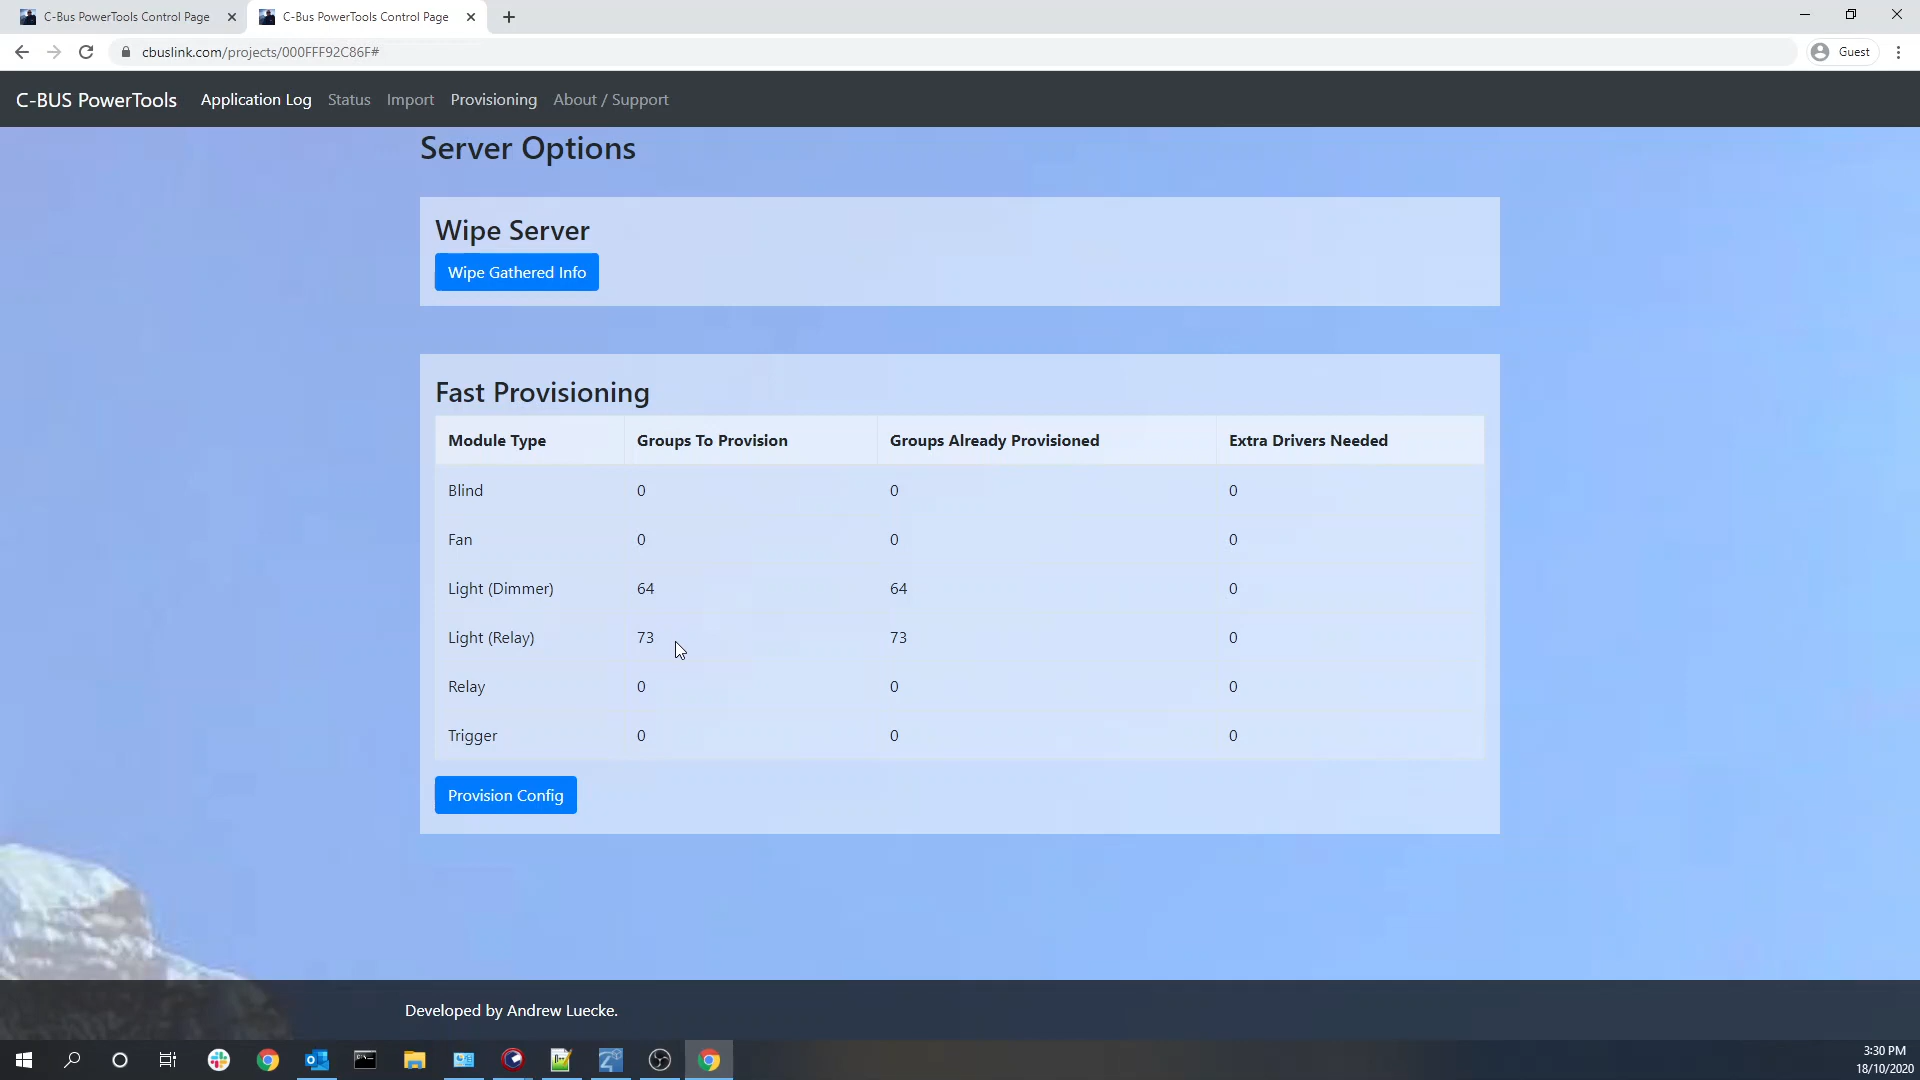 C-Bus PowerTools Control Page
C-Bus PowerTools Control Page
cbuslink.com/projects/000FFF92C86F#
Guest
C-BUS PowerTools Application Log Status Import Provisioning About / Support
Server Options
Wipe Server
Wipe Gathered Info
Fast Provisioning
Module Type Groups To Provision Groups Already Provisioned Extra Drivers Needed
Blind 0 0 0
Fan 0 0 0
Light (Dimmer) 64 64 0
Light (Relay) 73 73 0
Relay 0 0 0
Trigger 0 0 0
Provision Config
Developed by Andrew Luecke.
3:30 PM
18/10/2020